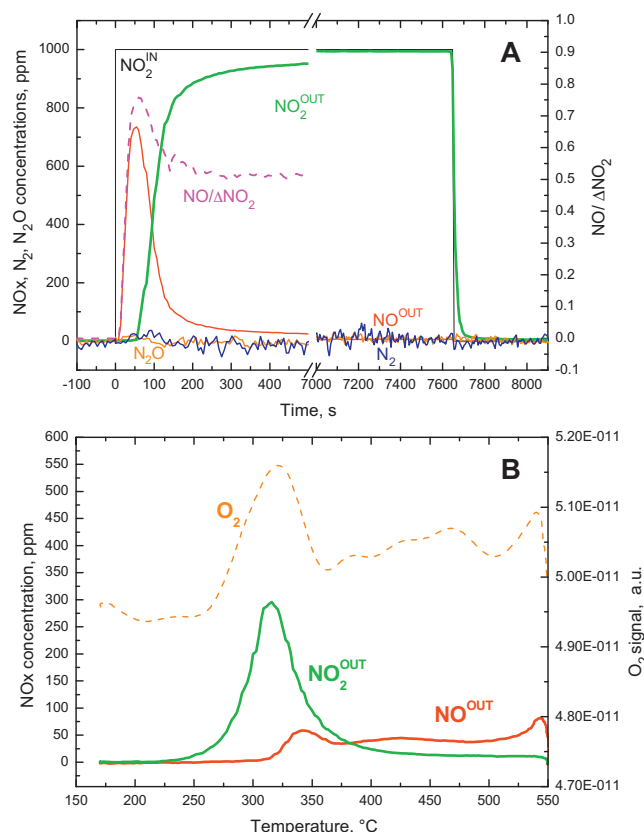 A
NO₂ᴵᴺ
NO₂ᴼᵁᵀ
NO/ΔNO₂
NOᴼᵁᵀ
N₂O
N₂
NOx, N₂, N₂O concentrations, ppm
1000
800
600
400
200
0
1.0
0.9
0.8
0.7
0.6
0.5
0.4
0.3
0.2
0.1
0.0
-0.1
NO/ ΔNO₂
-100 0 100 200 300 400 7000 7200 7400 7600 7800 8000
Time, s
B
O₂
NO₂ᴼᵁᵀ
NOᴼᵁᵀ
NOx concentration, ppm
600
550
500
450
400
350
300
250
200
150
100
50
0
5.20E-011
5.10E-011
5.00E-011
4.90E-011
4.80E-011
4.70E-011
O₂ signal, a.u.
150 200 250 300 350 400 450 500 550
Temperature, °C